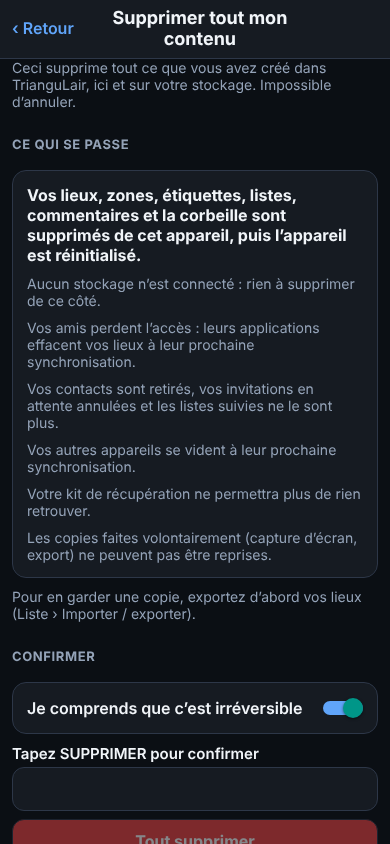 ‹ Retour
Supprimer tout mon
contenu
Ceci supprime tout ce que vous avez créé dans
TrianguLair, ici et sur votre stockage. Impossible
d’annuler.
CE QUI SE PASSE
Vos lieux, zones, étiquettes, listes,
commentaires et la corbeille sont
supprimés de cet appareil, puis l’appareil
est réinitialisé.
Aucun stockage n’est connecté : rien à supprimer
de ce côté.
Vos amis perdent l’accès : leurs applications
effacent vos lieux à leur prochaine
synchronisation.
Vos contacts sont retirés, vos invitations en
attente annulées et les listes suivies ne le sont
plus.
Vos autres appareils se vident à leur prochaine
synchronisation.
Votre kit de récupération ne permettra plus de rien
retrouver.
Les copies faites volontairement (capture d’écran,
export) ne peuvent pas être reprises.
Pour en garder une copie, exportez d’abord vos lieux
(Liste › Importer / exporter).
CONFIRMER
Je comprends que c’est irréversible
Tapez SUPPRIMER pour confirmer
Tout supprimer